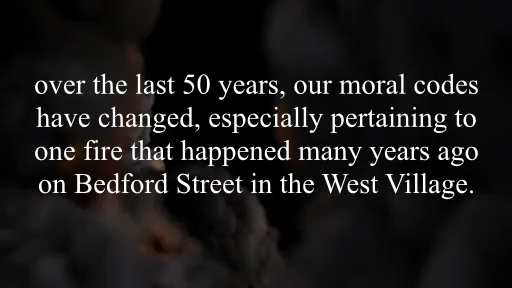 over the last 50 years, our moral codes
have changed, especially pertaining to
one fire that happened many years ago
on Bedford Street in the West Village.